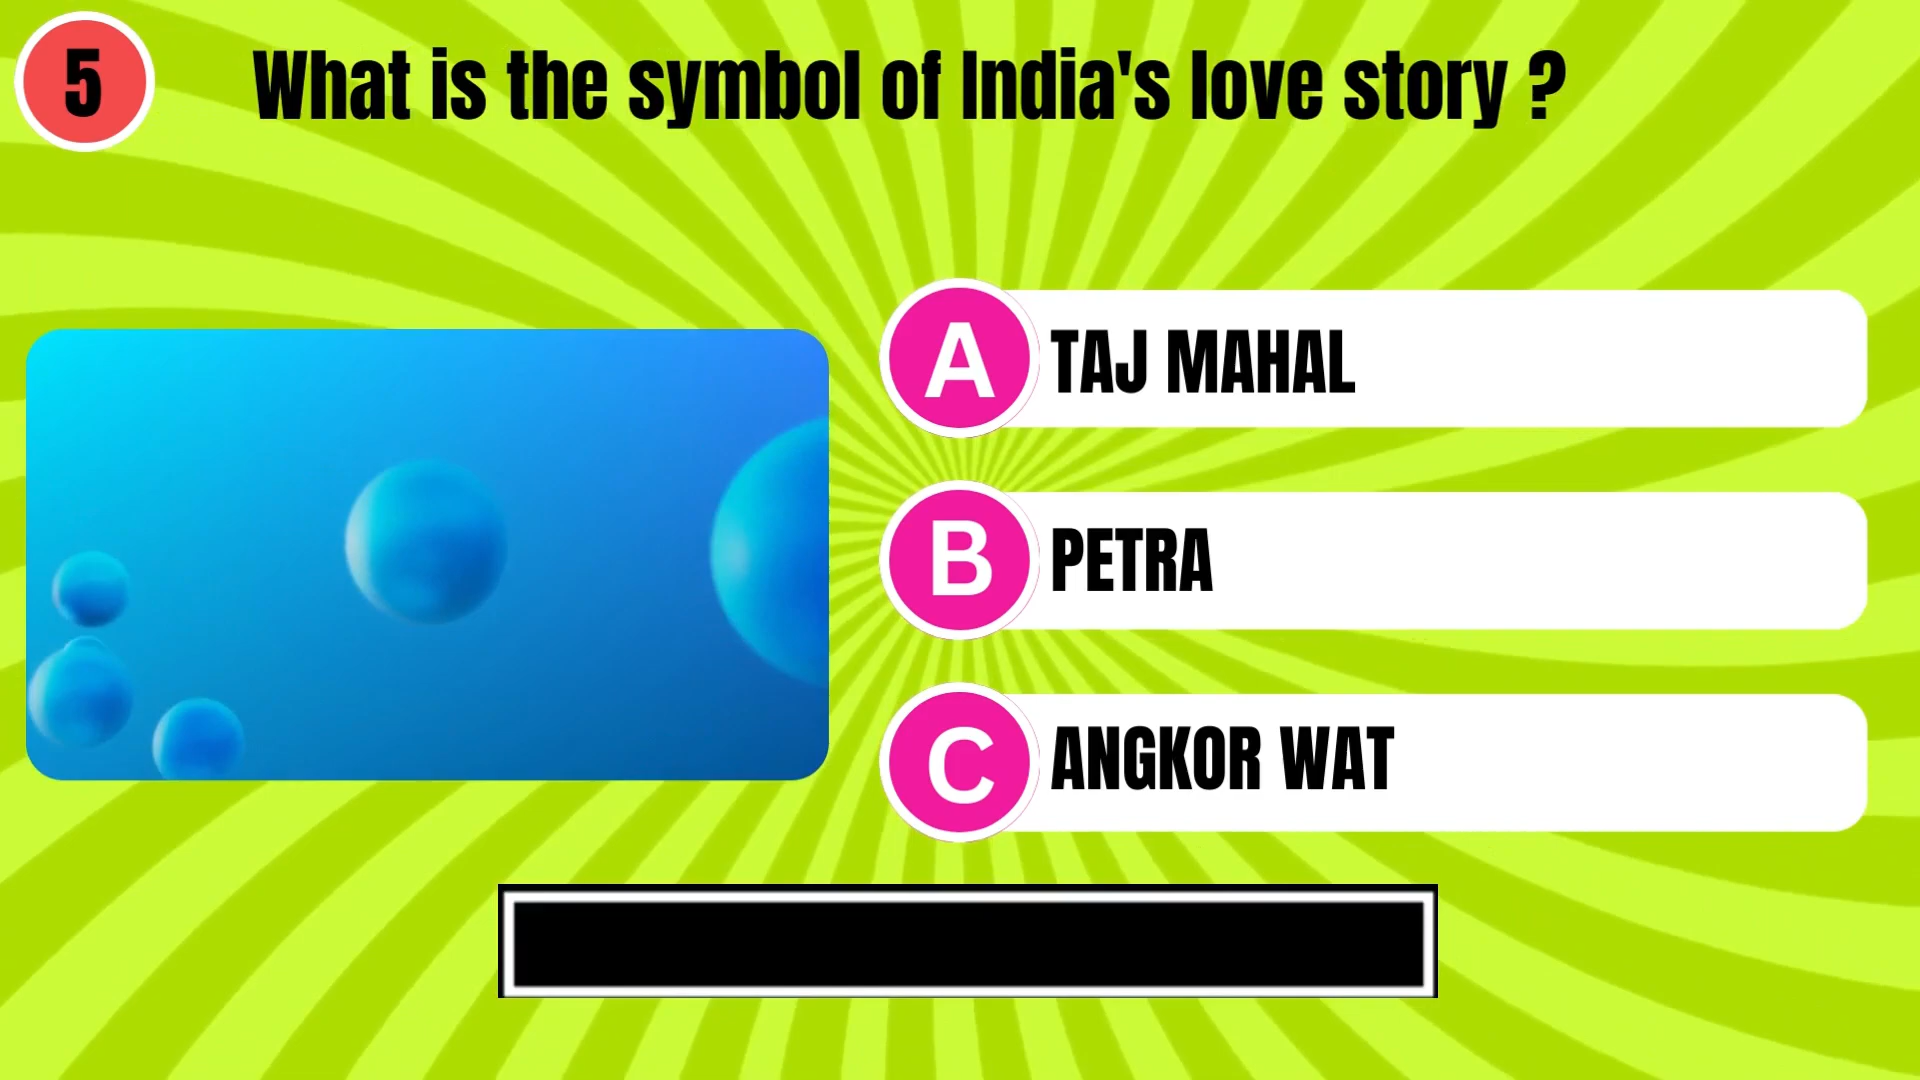 5
What is the symbol of India's love story ?
A TAJ MAHAL
B PETRA
C ANGKOR WAT